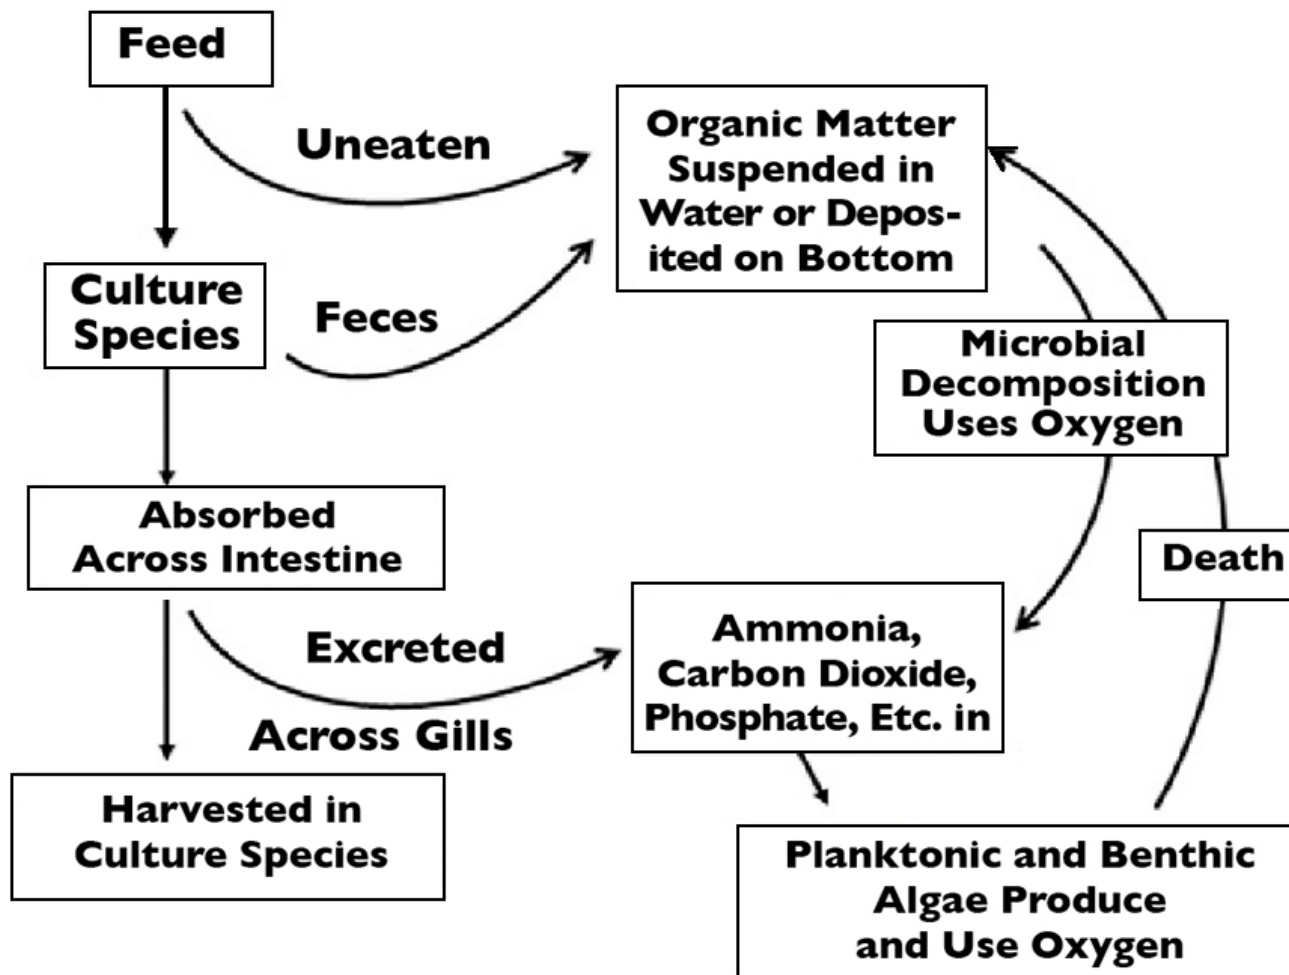 Feed
Uneaten
Organic Matter
Suspended in
Water or Depos-
ited on Bottom
Culture
Species
Feces
Microbial
Decomposition
Uses Oxygen
Absorbed
Across Intestine
Death
Excreted
Across Gills
Ammonia,
Carbon Dioxide,
Phosphate, Etc. in
Harvested in
Culture Species
Planktonic and Benthic
Algae Produce
and Use Oxygen